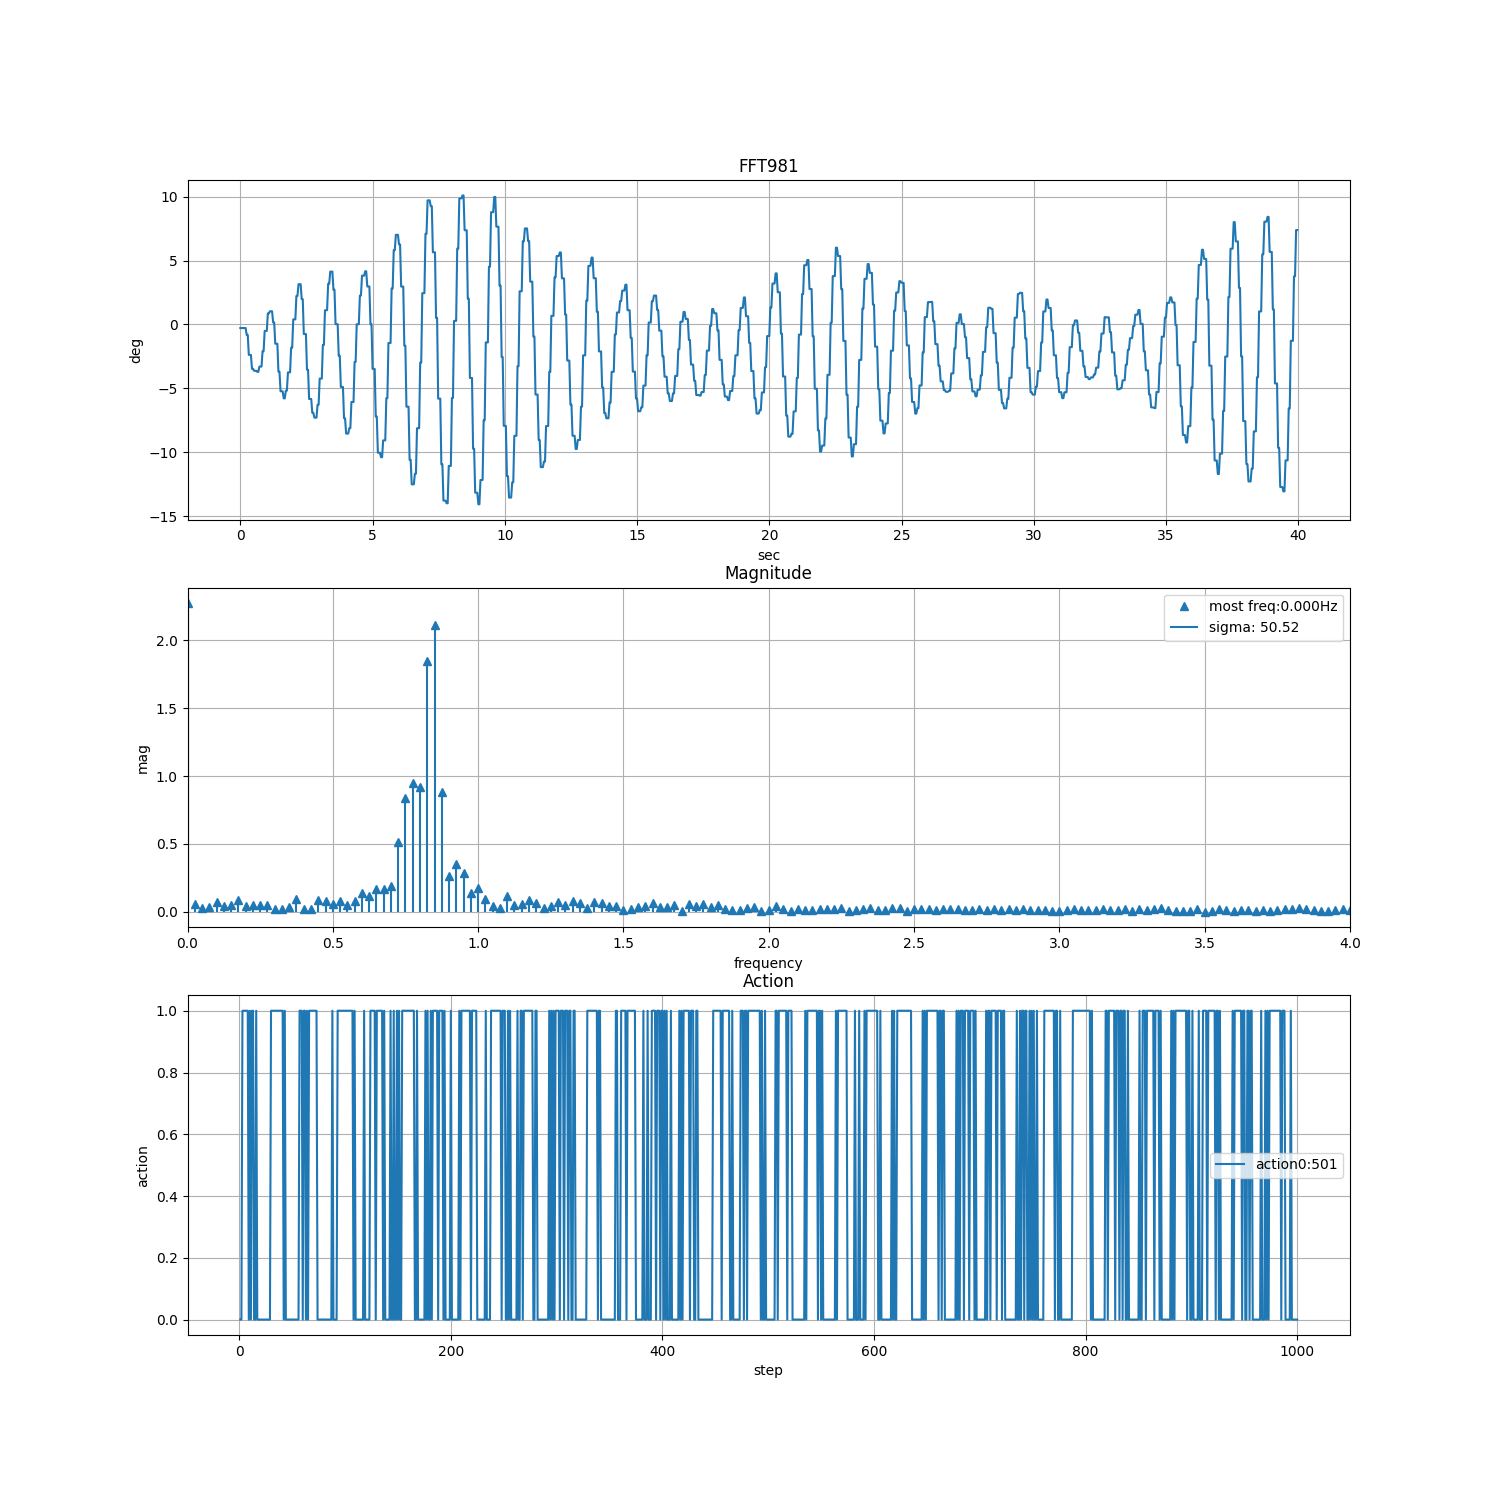 FFT981
10
5
0
−5
−10
−15
deg
0 5 10 15 20 25 30 35 40
sec
Magnitude
most freq:0.000Hz
sigma: 50.52
2.0
1.5
1.0
0.5
0.0
mag
0.0 0.5 1.0 1.5 2.0 2.5 3.0 3.5 4.0
frequency
Action
1.0
0.8
0.6
0.4
0.2
0.0
action
action0:501
0 200 400 600 800 1000
step